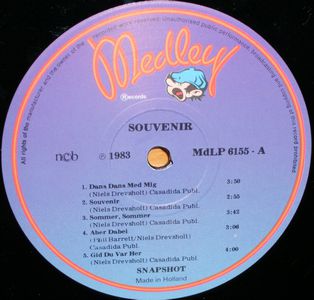 All rights of the manufacturer and the owner of the recorded work reserved. Unauthorised public performance, broadcasting and copying of this record prohibited
Medley
Records
SOUVENIR
ncb
℗ 1983
MdLP 6155 - A
1. Dans Dans Med Mig 3:50
(Niels Drevsholt) Casadida Publ.
2. Souvenir 2:55
(Niels Drevsholt) Casadida Publ.
3. Sommer, Sommer 3:42
(Niels Drevsholt) Casadida Publ.
4. Aber Dabei 3:06
(Phil Barrett/Niels Drevsholt)
Casadida Publ.
5. Gid Du Var Her 4:00
(Niels Drevsholt) Casadida Publ.
SNAPSHOT
Made in Holland